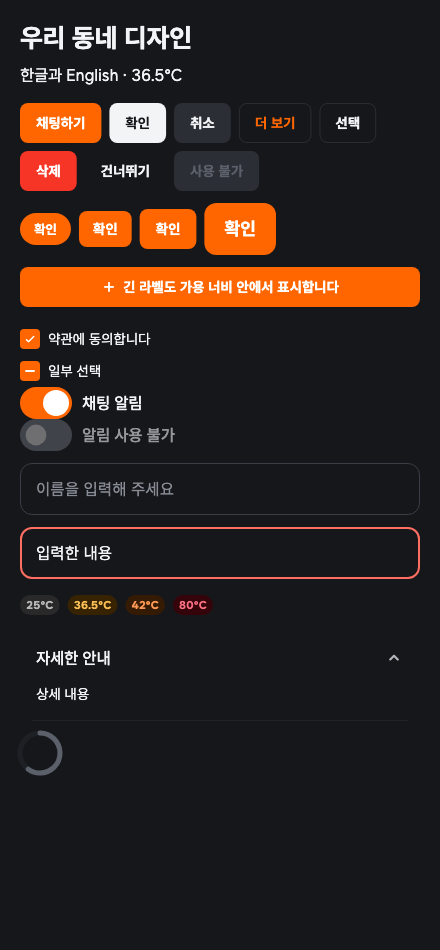 우리 동네 디자인
한글과 English · 36.5°C
채팅하기 확인 취소 더 보기 선택
삭제 건너뛰기 사용 불가
확인 확인 확인 확인
+ 긴 라벨도 가용 너비 안에서 표시합니다
약관에 동의합니다
일부 선택
채팅 알림
알림 사용 불가
이름을 입력해 주세요
입력한 내용
25°C 36.5°C 42°C 80°C
자세한 안내
상세 내용